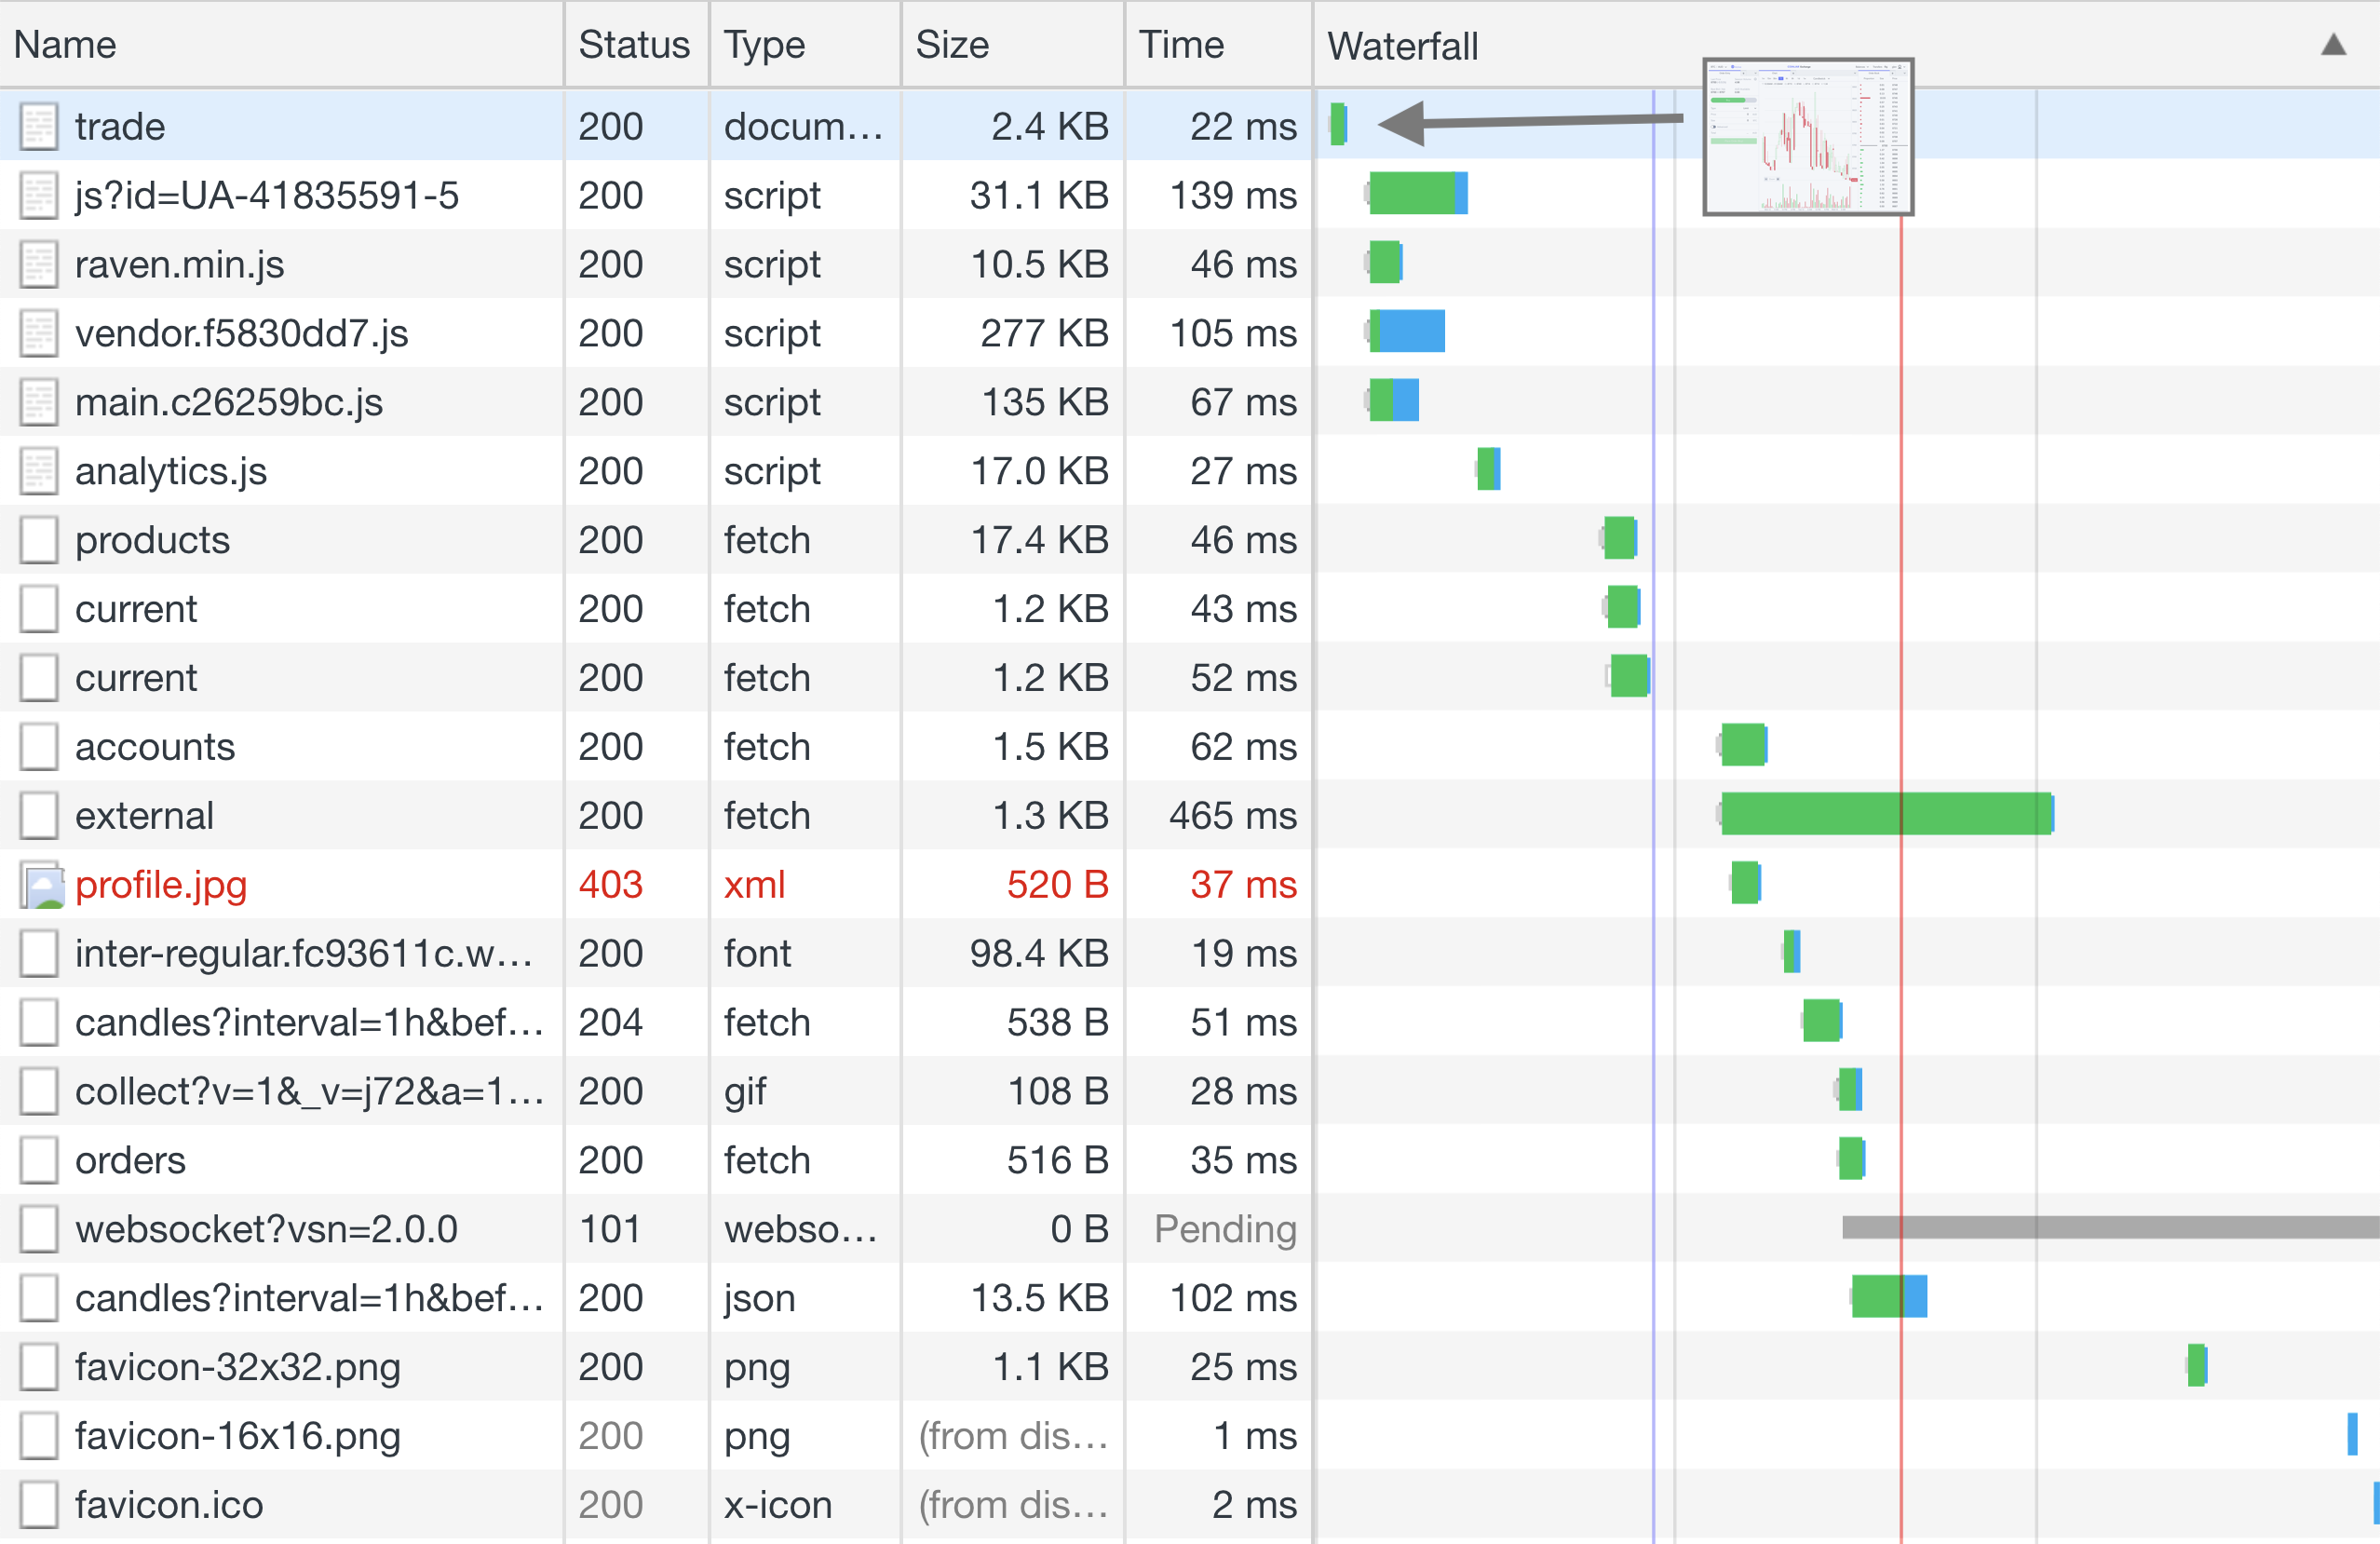 Name Status Type Size Time Waterfall ▲
trade 200 docum… 2.4 KB 22 ms
js?id=UA-41835591-5 200 script 31.1 KB 139 ms
raven.min.js 200 script 10.5 KB 46 ms
vendor.f5830dd7.js 200 script 277 KB 105 ms
main.c26259bc.js 200 script 135 KB 67 ms
analytics.js 200 script 17.0 KB 27 ms
products 200 fetch 17.4 KB 46 ms
current 200 fetch 1.2 KB 43 ms
current 200 fetch 1.2 KB 52 ms
accounts 200 fetch 1.5 KB 62 ms
external 200 fetch 1.3 KB 465 ms
profile.jpg 403 xml 520 B 37 ms
inter-regular.fc93611c.w… 200 font 98.4 KB 19 ms
candles?interval=1h&bef… 204 fetch 538 B 51 ms
collect?v=1&_v=j72&a=1… 200 gif 108 B 28 ms
orders 200 fetch 516 B 35 ms
websocket?vsn=2.0.0 101 webso… 0 B Pending
candles?interval=1h&bef… 200 json 13.5 KB 102 ms
favicon-32x32.png 200 png 1.1 KB 25 ms
favicon-16x16.png 200 png (from dis… 1 ms
favicon.ico 200 x-icon (from dis… 2 ms